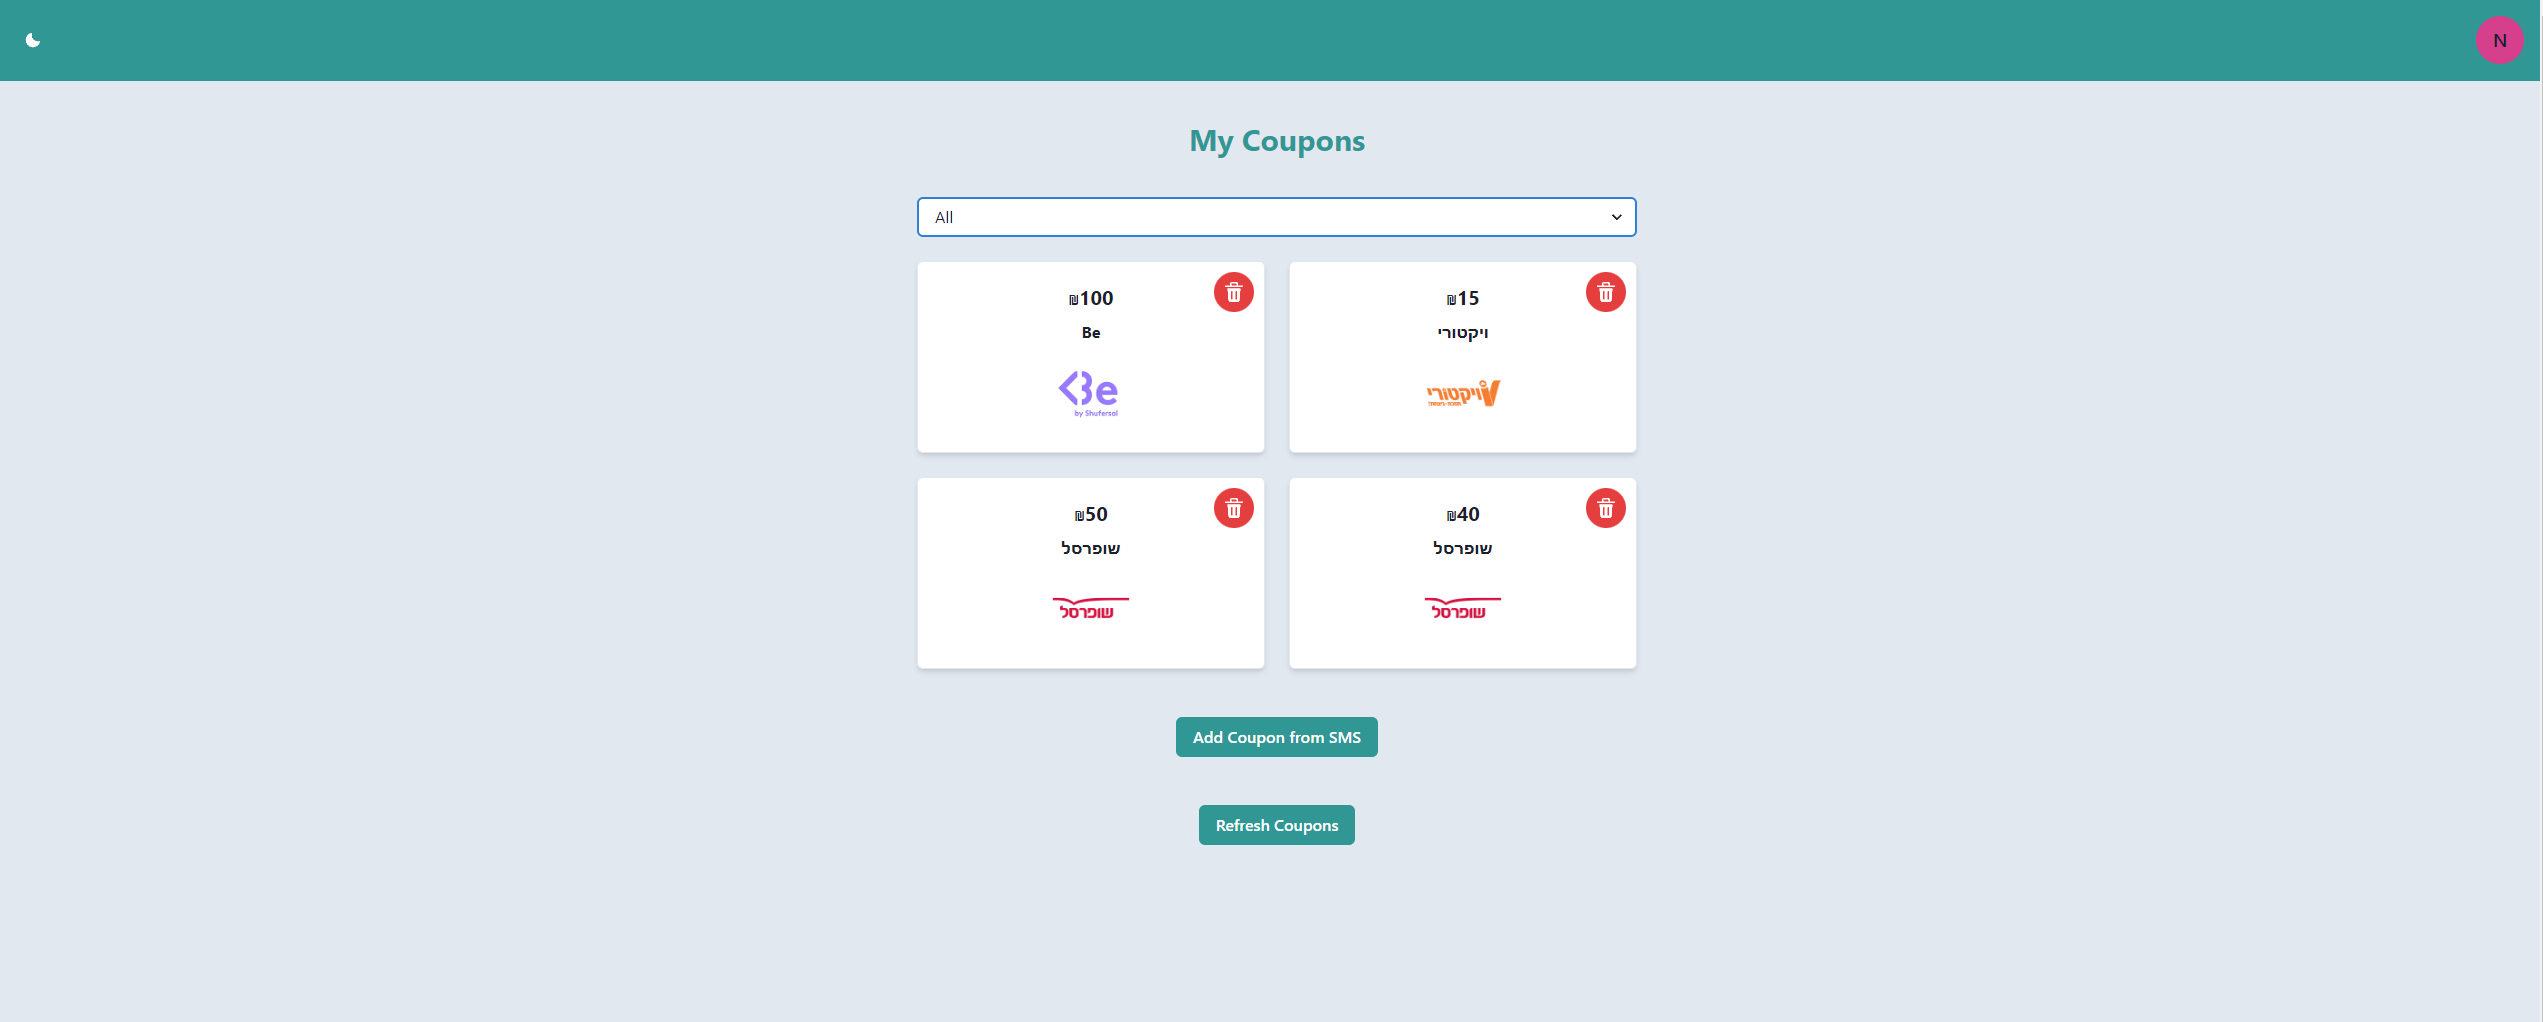 N
My Coupons
All
₪100
Be
Be
by Shufersal
₪15
ויקטורי
ויקטורי
₪50
שופרסל
שופרסל
₪40
שופרסל
שופרסל
Add Coupon from SMS
Refresh Coupons